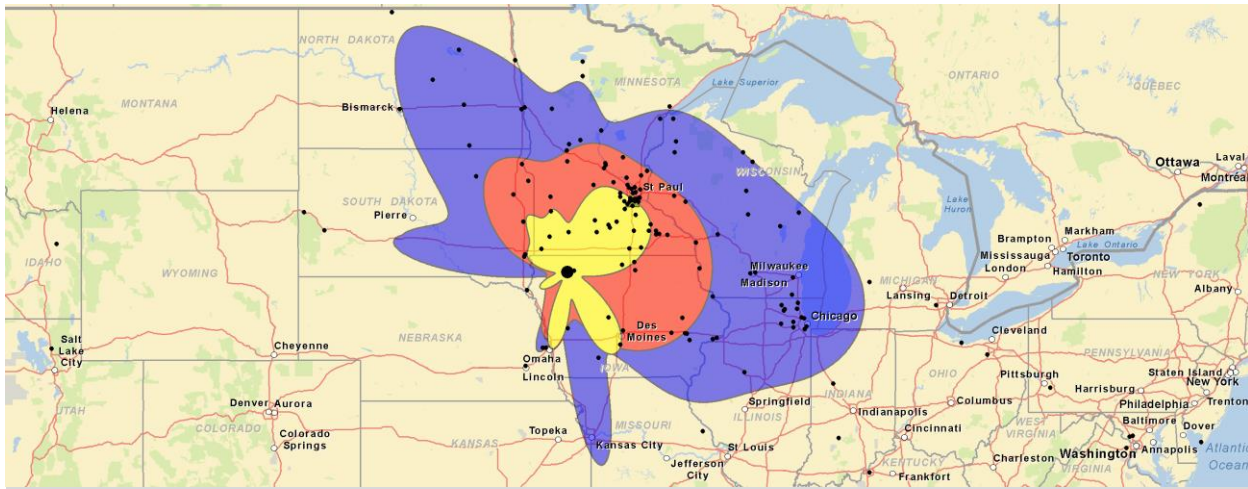 NORTH DAKOTA
Lake Superior
ONTARIO
QUEBEC
MINNESOTA
Helena
MONTANA
Bismarck
Ottawa
Laval
Montréal
WISCONSIN
St Paul
SOUTH DAKOTA
Pierre
Lake
Huron
Markham
Brampton
Lake Ontario
Mississauga
Toronto
London
Hamilton
IDAHO
WYOMING
Milwaukee
Madison
MICHIGAN
Lansing
Detroit
NEW YORK
Albany
Chicago
Des
Moines
NEBRASKA
Cleveland
Salt
Lake
City
Cheyenne
Omaha
Lincoln
IOWA
PENNSYLVANIA
Pittsburgh
Staten Island
New York
Harrisburg
Trenton
Philadelphia
OHIO
Columbus
INDIANA
Indianapolis
Springfield
ILLINOIS
UTAH
Denver
Aurora
COLORADO
Colorado
Springs
KANSAS
Topeka
MISSOURI
Kansas City
St Louis
Jefferson
City
Cincinnati
KENTUCKY
Frankfort
WEST
VIRGINIA
Charleston
Baltimore
Dover
Washington
Annapolis
VIRGINIA
Atlantic
Ocean